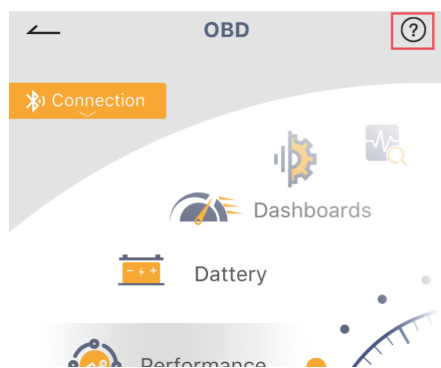 OBD
?
Connection
Dashboards
Dattery
Performance